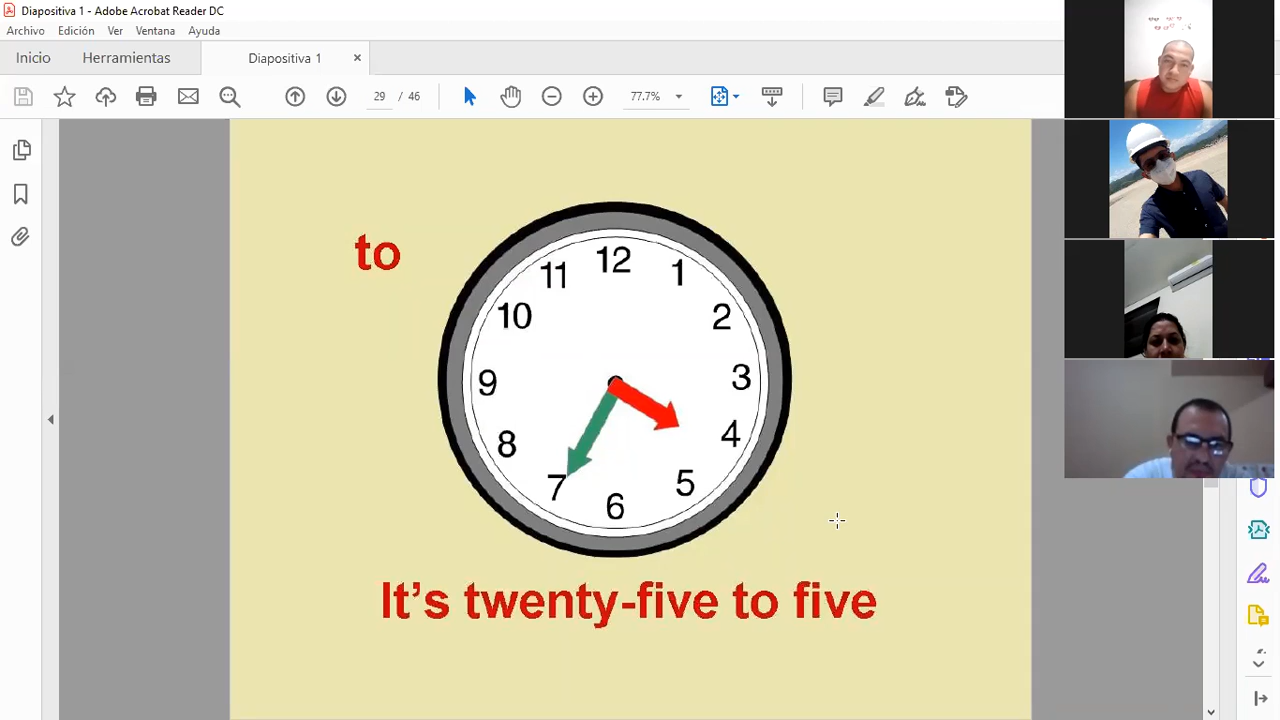 Diapositiva 1 - Adobe Acrobat Reader DC
Archivo Edición Ver Ventana Ayuda
Inicio Herramientas Diapositiva 1 ×
29 / 46 77.7%
to
12
11 1
10 2
9 3
8 4
7 5
6
It's twenty-five to five